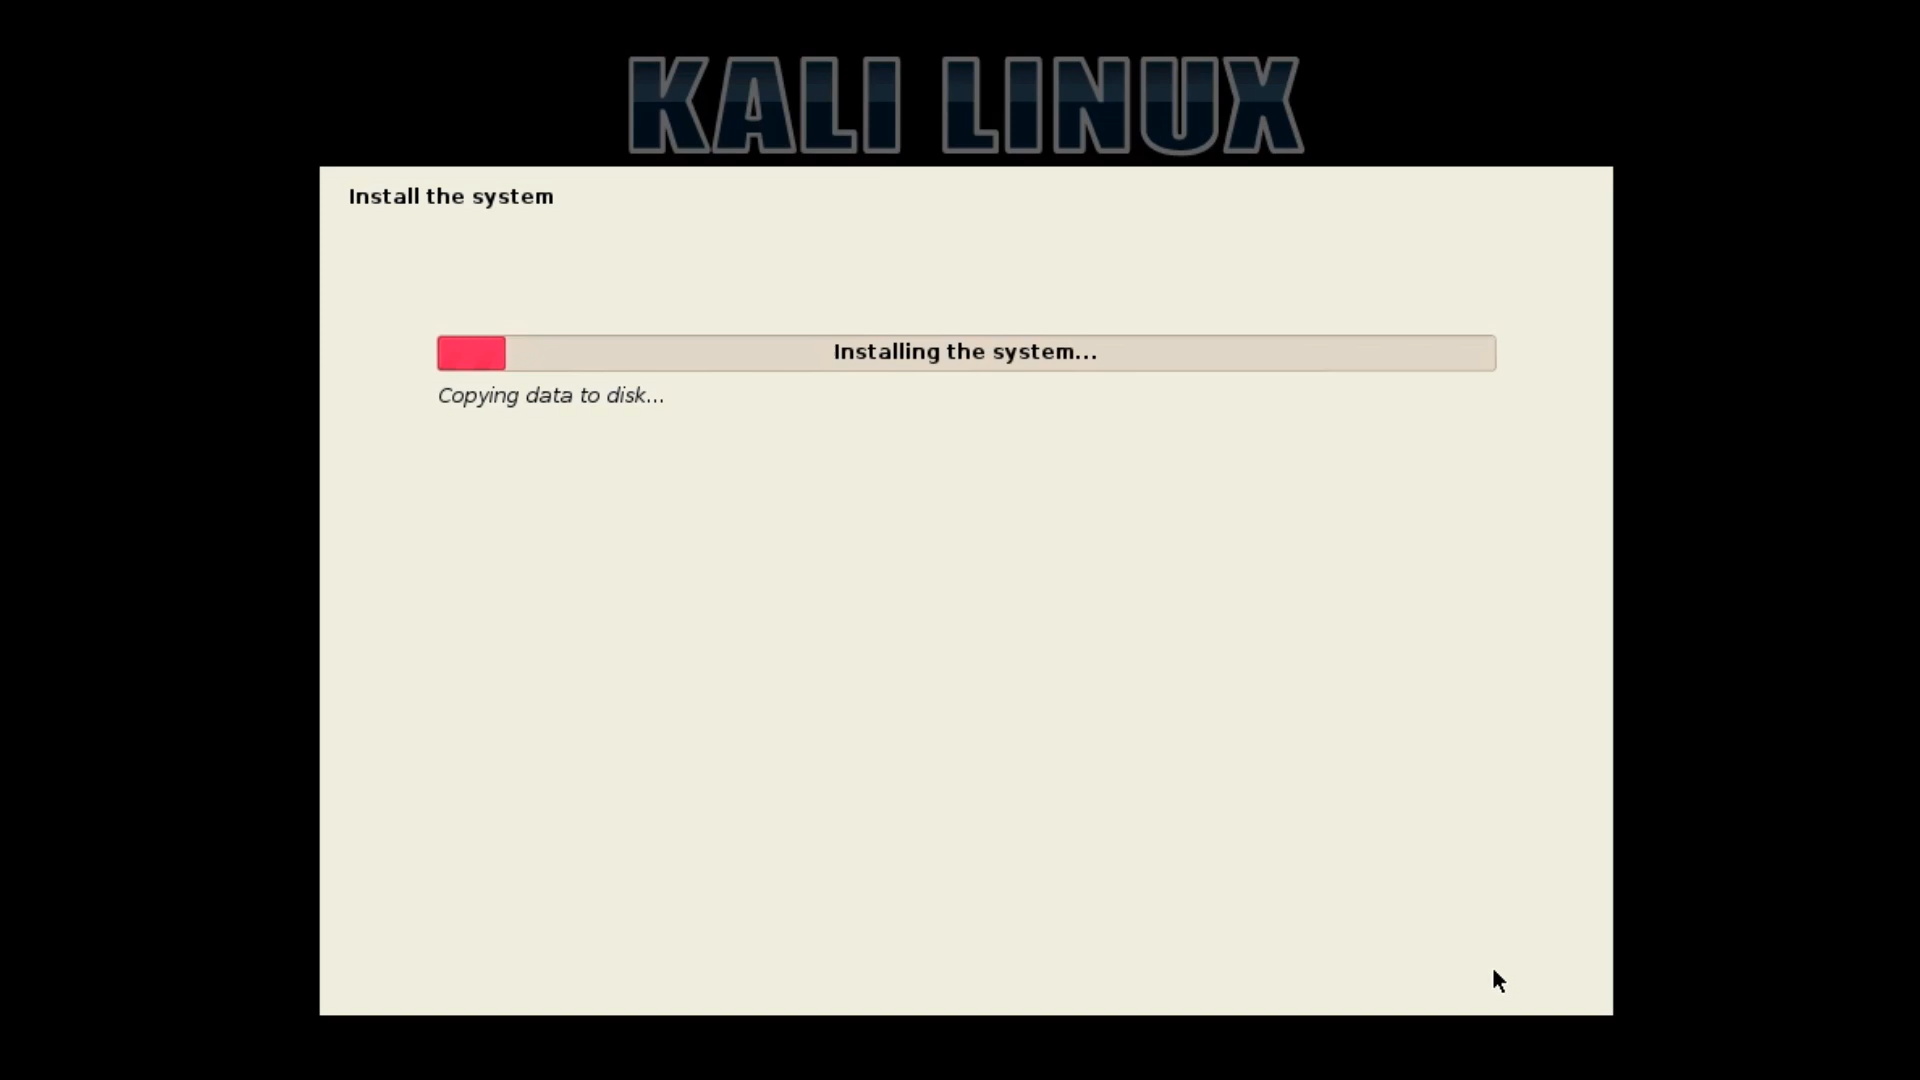 KALI LINUX
Install the system
Installing the system...
Copying data to disk...